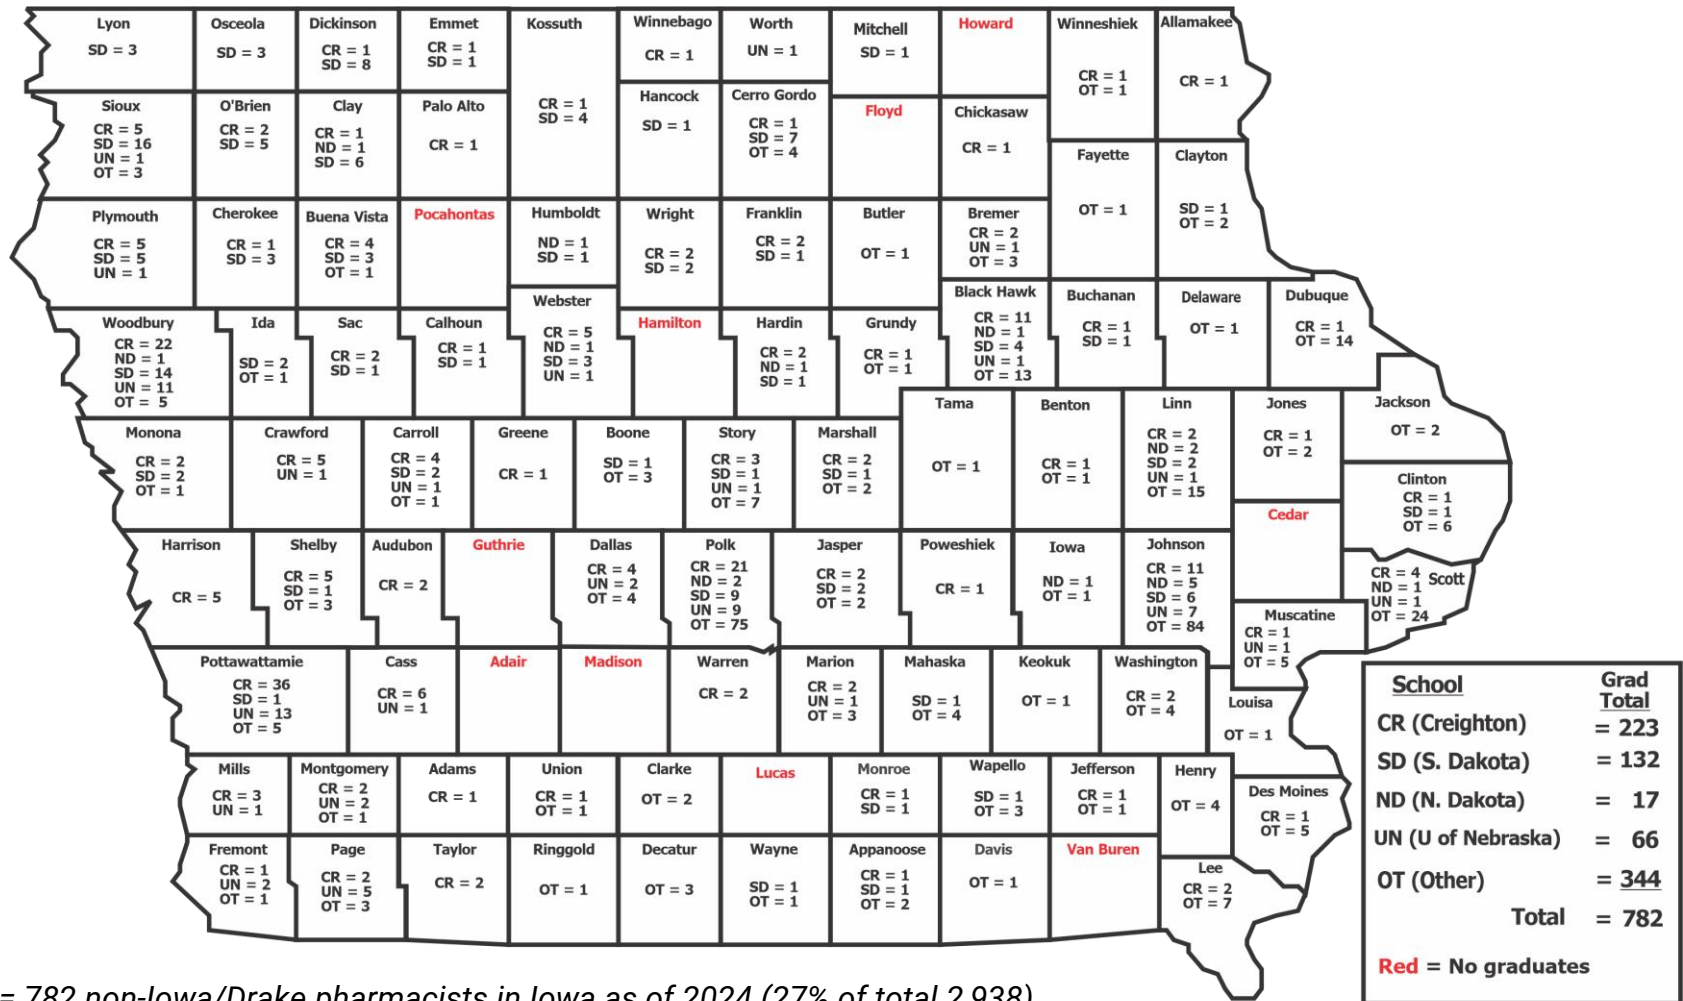 Lyon
SD = 3
Osceola
SD = 3
Dickinson
CR = 1
SD = 8
Emmet
CR = 1
SD = 1
Kossuth
CR = 1
SD = 4
Winnebago
CR = 1
Worth
UN = 1
Mitchell
SD = 1
Howard
Winneshiek
CR = 1
OT = 1
Allamakee
CR = 1
Sioux
CR = 5
SD = 16
UN = 1
OT = 3
O'Brien
CR = 2
SD = 5
Clay
CR = 1
ND = 1
SD = 6
Palo Alto
CR = 1
Hancock
SD = 1
Cerro Gordo
CR = 1
SD = 7
OT = 4
Floyd
Chickasaw
CR = 1
Fayette
OT = 1
Clayton
SD = 1
OT = 2
Plymouth
CR = 5
SD = 5
UN = 1
Cherokee
CR = 1
SD = 3
Buena Vista
CR = 4
SD = 3
OT = 1
Pocahontas
Humboldt
ND = 1
SD = 1
Wright
CR = 2
SD = 2
Franklin
CR = 2
SD = 1
Butler
OT = 1
Bremer
CR = 2
UN = 1
OT = 3
Woodbury
CR = 22
ND = 1
SD = 14
UN = 11
OT = 5
Ida
SD = 2
OT = 1
Sac
CR = 2
SD = 1
Calhoun
CR = 1
SD = 1
Webster
CR = 5
ND = 1
SD = 3
UN = 1
Hamilton
Hardin
CR = 2
ND = 1
SD = 1
Grundy
CR = 1
OT = 1
Black Hawk
CR = 11
ND = 1
SD = 4
UN = 1
OT = 13
Buchanan
CR = 1
SD = 1
Delaware
OT = 1
Dubuque
CR = 1
OT = 14
Monona
CR = 2
SD = 2
OT = 1
Crawford
CR = 5
UN = 1
Carroll
CR = 4
SD = 2
UN = 1
OT = 1
Greene
CR = 1
Boone
SD = 1
OT = 3
Story
CR = 3
SD = 1
UN = 1
OT = 7
Marshall
CR = 2
SD = 1
OT = 2
Tama
OT = 1
Benton
CR = 1
OT = 1
Linn
CR = 2
ND = 2
SD = 2
UN = 1
OT = 15
Jones
CR = 1
OT = 2
Jackson
OT = 2
Clinton
CR = 1
SD = 1
OT = 6
Cedar
Harrison
CR = 5
Shelby
CR = 5
SD = 1
OT = 3
Audubon
CR = 2
Guthrie
Dallas
CR = 4
UN = 2
OT = 4
Polk
CR = 21
ND = 2
SD = 9
UN = 9
OT = 75
Jasper
CR = 2
SD = 2
OT = 2
Poweshiek
CR = 1
Iowa
ND = 1
OT = 1
Johnson
CR = 11
ND = 5
SD = 6
UN = 7
OT = 84
Scott
CR = 4
ND = 1
UN = 1
OT = 24
Muscatine
CR = 1
UN = 1
OT = 5
Pottawattamie
CR = 36
SD = 1
UN = 13
OT = 5
Cass
CR = 6
UN = 1
Adair
Madison
Warren
CR = 2
Marion
CR = 2
UN = 1
OT = 3
Mahaska
SD = 1
OT = 4
Keokuk
OT = 1
Washington
CR = 2
OT = 4
Louisa
OT = 1
Mills
CR = 3
UN = 1
Montgomery
CR = 2
UN = 2
OT = 1
Adams
CR = 1
Union
CR = 1
OT = 1
Clarke
OT = 2
Lucas
Monroe
CR = 1
SD = 1
Wapello
SD = 1
OT = 3
Jefferson
CR = 1
OT = 1
Henry
OT = 4
Des Moines
CR = 1
OT = 5
Fremont
CR = 1
UN = 2
OT = 1
Page
CR = 2
UN = 5
OT = 3
Taylor
CR = 2
Ringgold
OT = 1
Decatur
OT = 3
Wayne
SD = 1
OT = 1
Appanoose
CR = 1
SD = 1
OT = 2
Davis
OT = 1
Van Buren
Lee
CR = 2
OT = 7
School Grad Total
CR (Creighton) = 223
SD (S. Dakota) = 132
ND (N. Dakota) = 17
UN (U of Nebraska) = 66
OT (Other) = 344
Total = 782
Red = No graduates
= 782 non-Iowa/Drake pharmacists in Iowa as of 2024 (27% of total 2,938)